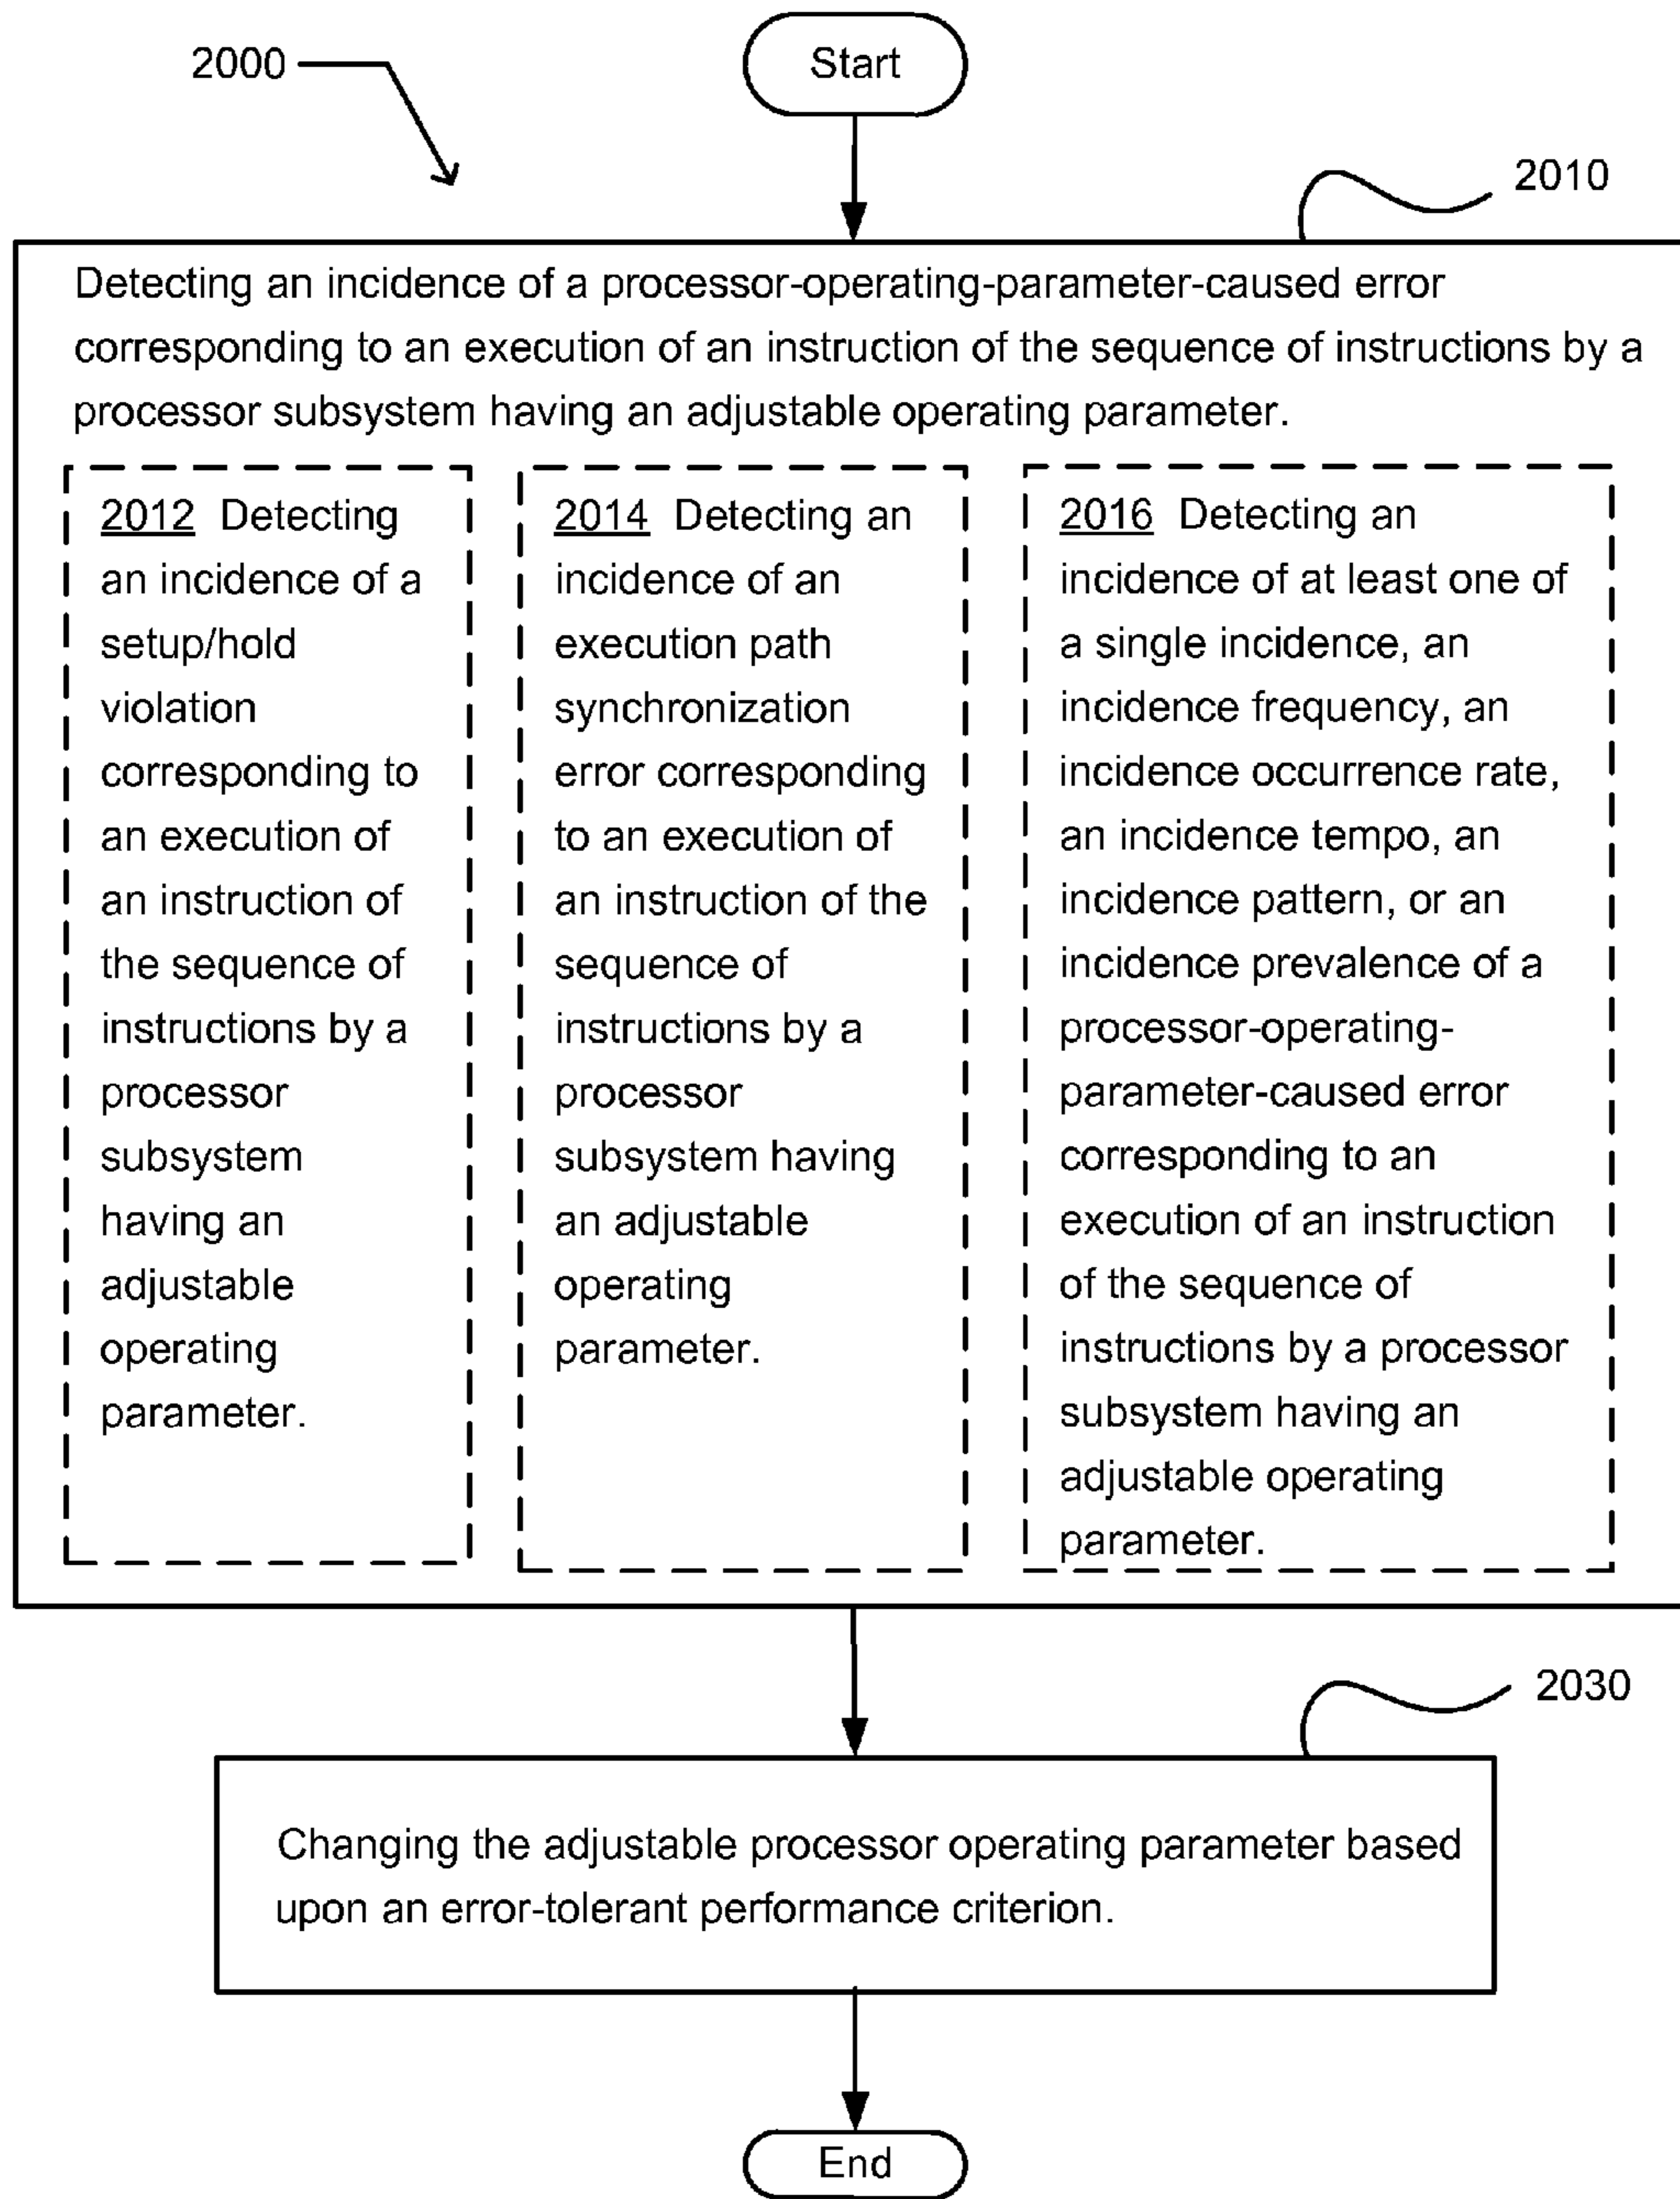 2000
Start
2010
Detecting an incidence of a processor-operating-parameter-caused error
corresponding to an execution of an instruction of the sequence of instructions by a
processor subsystem having an adjustable operating parameter.
2012 Detecting
an incidence of a
setup/hold
violation
corresponding to
an execution of
an instruction of
the sequence of
instructions by a
processor
subsystem
having an
adjustable
operating
parameter.
2014 Detecting an
incidence of an
execution path
synchronization
error corresponding
to an execution of
an instruction of the
sequence of
instructions by a
processor
subsystem having
an adjustable
operating
parameter.
2016 Detecting an
incidence of at least one of
a single incidence, an
incidence frequency, an
incidence occurrence rate,
an incidence tempo, an
incidence pattern, or an
incidence prevalence of a
processor-operating-
parameter-caused error
corresponding to an
execution of an instruction
of the sequence of
instructions by a processor
subsystem having an
adjustable operating
parameter.
2030
Changing the adjustable processor operating parameter based
upon an error-tolerant performance criterion.
End